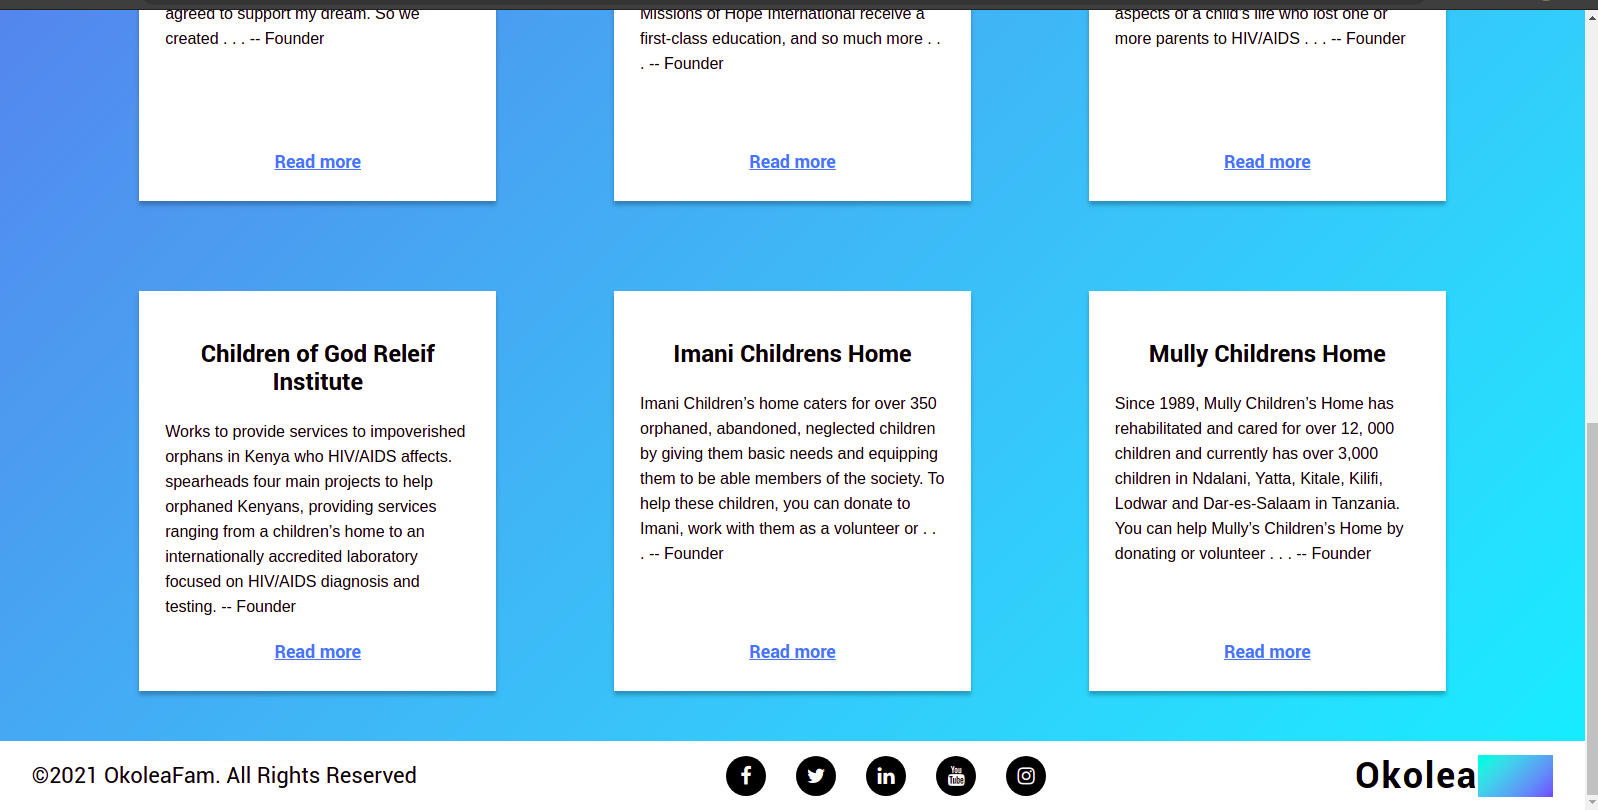 agreed to support my dream. So we
created . . . -- Founder
Read more
Missions of Hope International receive a
first-class education, and so much more . .
. -- Founder
Read more
aspects of a child's life who lost one or
more parents to HIV/AIDS . . . -- Founder
Read more
Children of God Releif
Institute
Works to provide services to impoverished
orphans in Kenya who HIV/AIDS affects.
spearheads four main projects to help
orphaned Kenyans, providing services
ranging from a children’s home to an
internationally accredited laboratory
focused on HIV/AIDS diagnosis and
testing. -- Founder
Read more
Imani Childrens Home
Imani Children’s home caters for over 350
orphaned, abandoned, neglected children
by giving them basic needs and equipping
them to be able members of the society. To
help these children, you can donate to
Imani, work with them as a volunteer or . .
. -- Founder
Read more
Mully Childrens Home
Since 1989, Mully Children’s Home has
rehabilitated and cared for over 12, 000
children and currently has over 3,000
children in Ndalani, Yatta, Kitale, Kilifi,
Lodwar and Dar-es-Salaam in Tanzania.
You can help Mully’s Children’s Home by
donating or volunteer . . . -- Founder
Read more
©2021 OkoleaFam. All Rights Reserved
You
Tube
Okolea